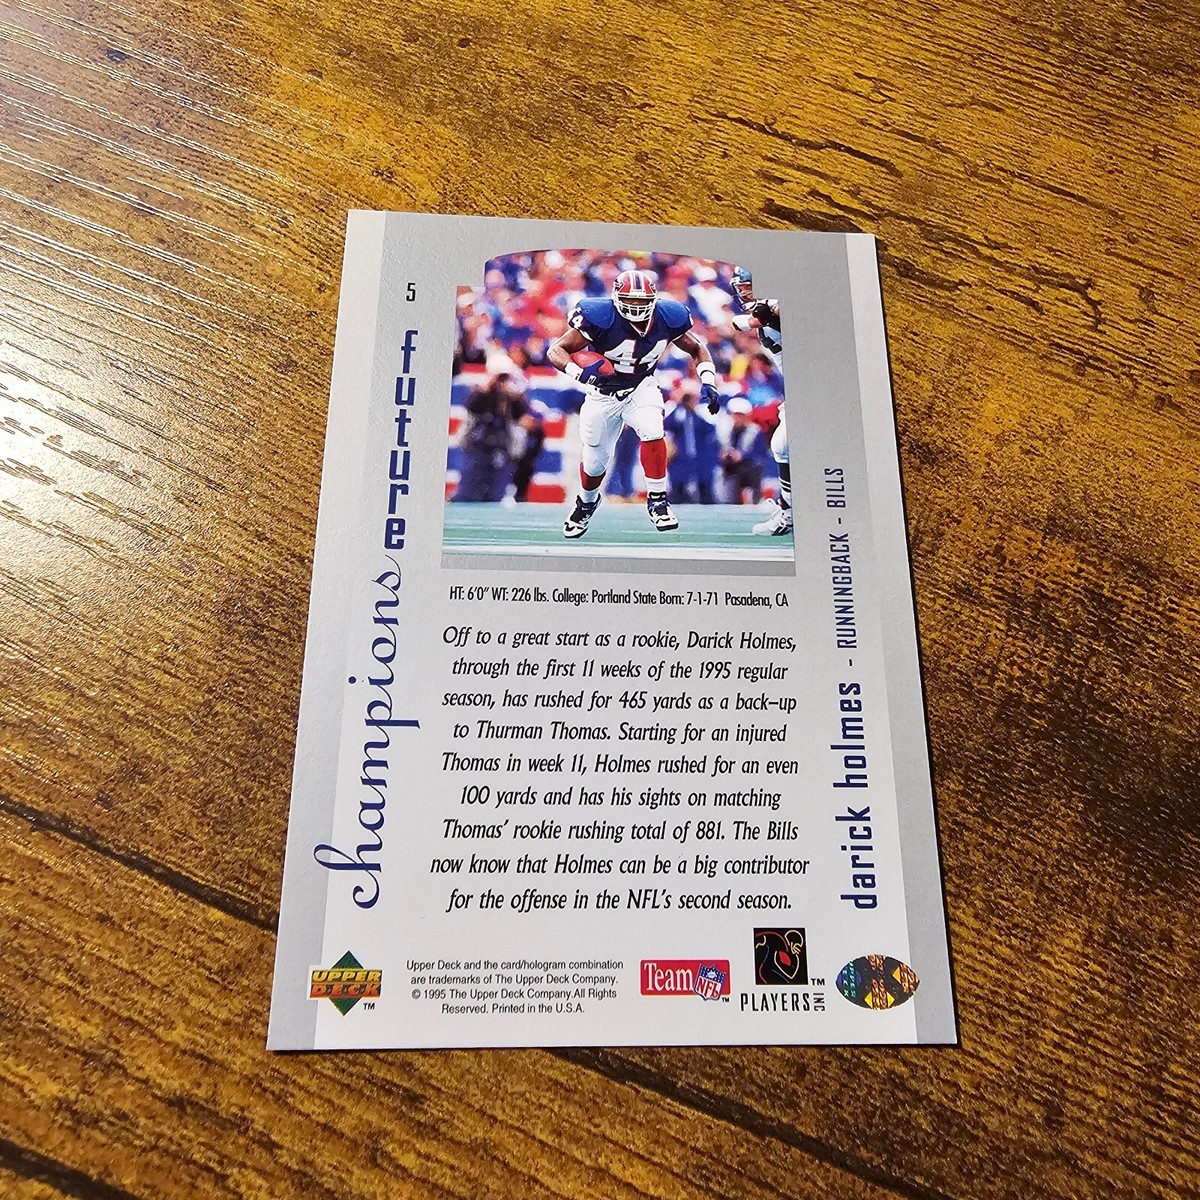 5
champions future
44
HT: 6'0" WT: 226 lbs. College: Portland State Born: 7-1-71 Pasadena, CA
Off to a great start as a rookie, Darick Holmes,
through the first 11 weeks of the 1995 regular
season, has rushed for 465 yards as a back-up
to Thurman Thomas. Starting for an injured
Thomas in week 11, Holmes rushed for an even
100 yards and has his sights on matching
Thomas' rookie rushing total of 881. The Bills
now know that Holmes can be a big contributor
for the offense in the NFL's second season.
darick holmes - RUNNINGBACK - BILLS
UPPER
DECK
TM
Upper Deck and the card/hologram combination
are trademarks of The Upper Deck Company.
© 1995 The Upper Deck Company.All Rights
Reserved. Printed in the U.S.A.
Team NFL
TM
PLAYERS INC
TM
UPPER